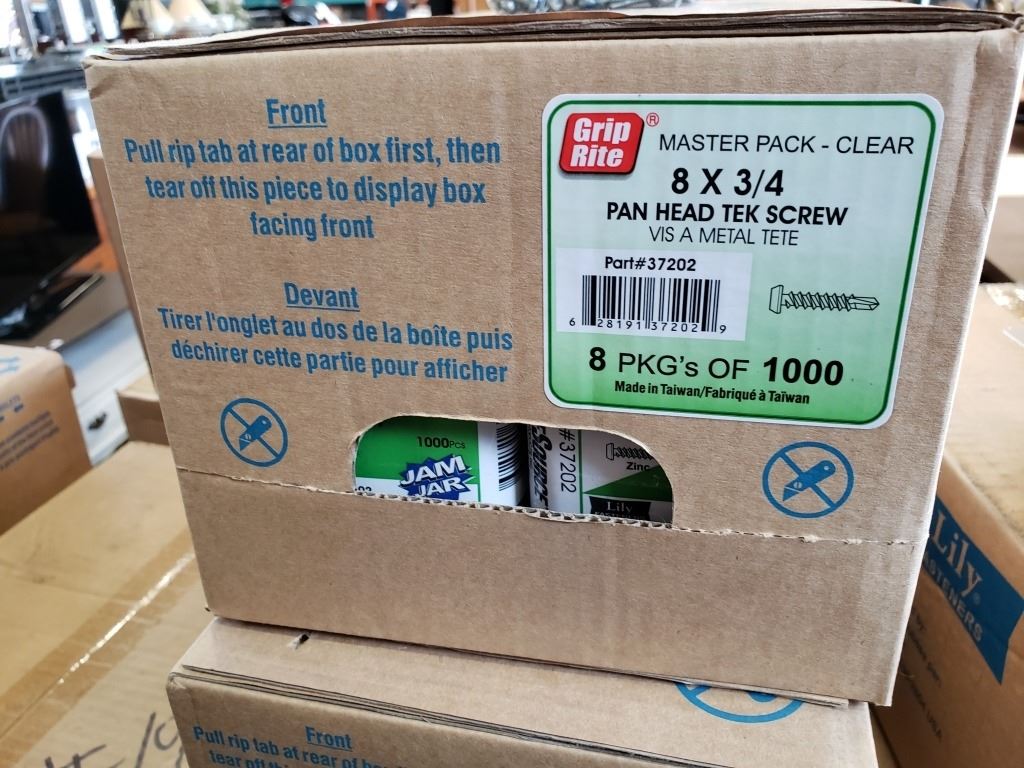 Front
Pull rip tab at rear of box first, then
tear off this piece to display box
facing front
Devant
Tirer l'onglet au dos de la boîte puis
déchirer cette partie pour afficher
Grip
Rite
®
MASTER PACK - CLEAR
8 X 3/4
PAN HEAD TEK SCREW
VIS A METAL TETE
Part#37202
6 28191 37202 9
8 PKG's OF 1000
Made in Taiwan/Fabriqué à Taïwan
1000Pcs
JAM
JAR
#37202
Zinc
Lily
Lily
FASTENERS
Front
Pull rip tab at rear of